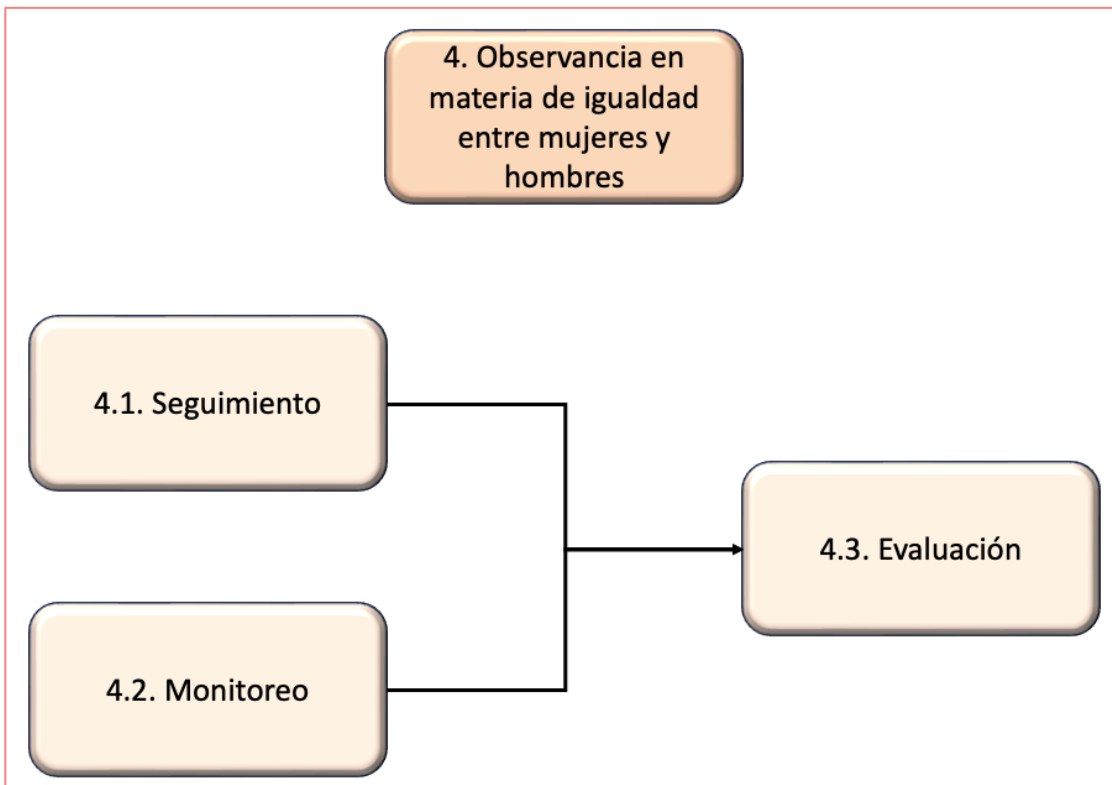 4. Observancia en
materia de igualdad
entre mujeres y
hombres
4.1. Seguimiento
4.3. Evaluación
4.2. Monitoreo